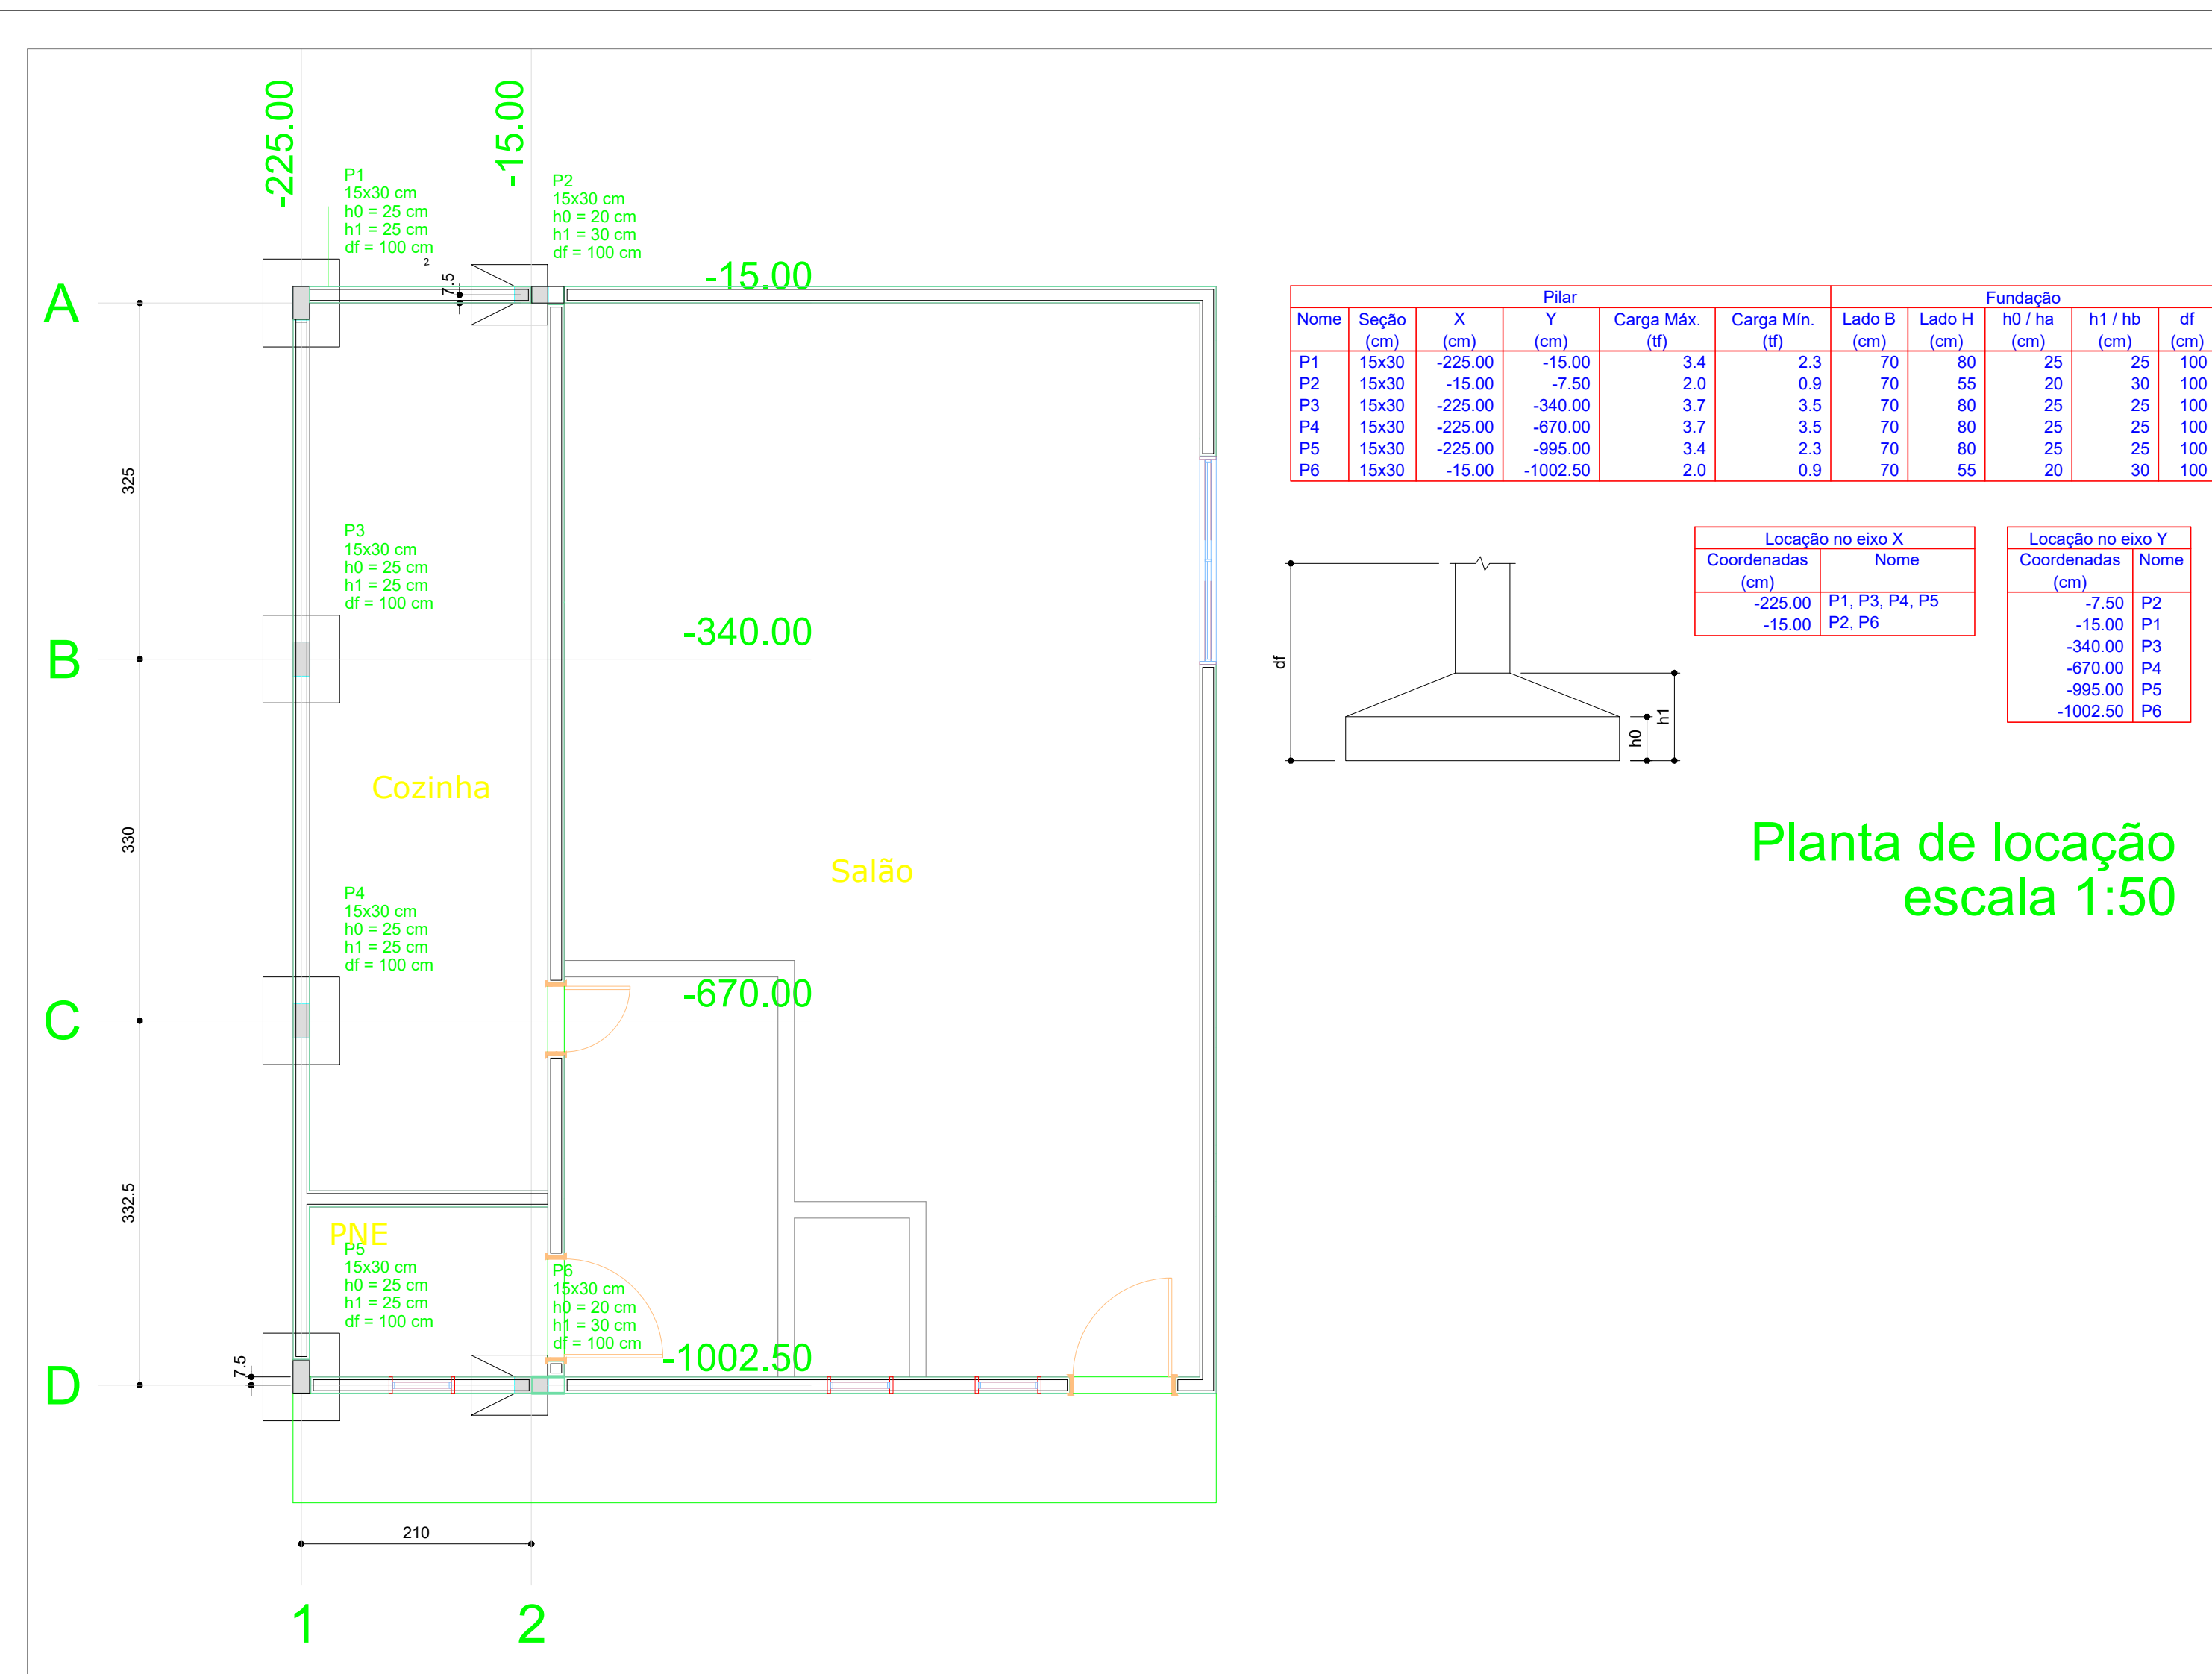 -225.00
-15.00
P1
15x30 cm
h0 = 25 cm
h1 = 25 cm
df = 100 cm
2
P2
15x30 cm
h0 = 20 cm
h1 = 30 cm
df = 100 cm
7.5
-15.00
A
325
P3
15x30 cm
h0 = 25 cm
h1 = 25 cm
df = 100 cm
-340.00
B
Cozinha
330
Salão
P4
15x30 cm
h0 = 25 cm
h1 = 25 cm
df = 100 cm
-670.00
C
332.5
PNE
P5
15x30 cm
h0 = 25 cm
h1 = 25 cm
df = 100 cm
P6
15x30 cm
h0 = 20 cm
h1 = 30 cm
df = 100 cm
-1002.50
7.5
D
210
1 2
Pilar Fundação
Nome Seção X Y Carga Máx. Carga Mín. Lado B Lado H h0 / ha h1 / hb df
(cm) (cm) (cm) (tf) (tf) (cm) (cm) (cm) (cm) (cm)
P1 15x30 -225.00 -15.00 3.4 2.3 70 80 25 25 100
P2 15x30 -15.00 -7.50 2.0 0.9 70 55 20 30 100
P3 15x30 -225.00 -340.00 3.7 3.5 70 80 25 25 100
P4 15x30 -225.00 -670.00 3.7 3.5 70 80 25 25 100
P5 15x30 -225.00 -995.00 3.4 2.3 70 80 25 25 100
P6 15x30 -15.00 -1002.50 2.0 0.9 70 55 20 30 100
df
h0
h1
Locação no eixo X
Coordenadas Nome
(cm)
-225.00 P1, P3, P4, P5
-15.00 P2, P6
Locação no eixo Y
Coordenadas Nome
(cm)
-7.50 P2
-15.00 P1
-340.00 P3
-670.00 P4
-995.00 P5
-1002.50 P6
Planta de locação
escala 1:50